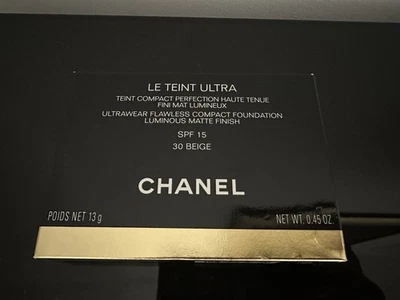 LE TEINT ULTRA
TEINT COMPACT PERFECTION HAUTE TENUE
FINI MAT LUMINEUX
ULTRAWEAR FLAWLESS COMPACT FOUNDATION
LUMINOUS MATTE FINISH
SPF 15
30 BEIGE
CHANEL
POIDS NET 13 g
NET WT. 0.45 OZ.